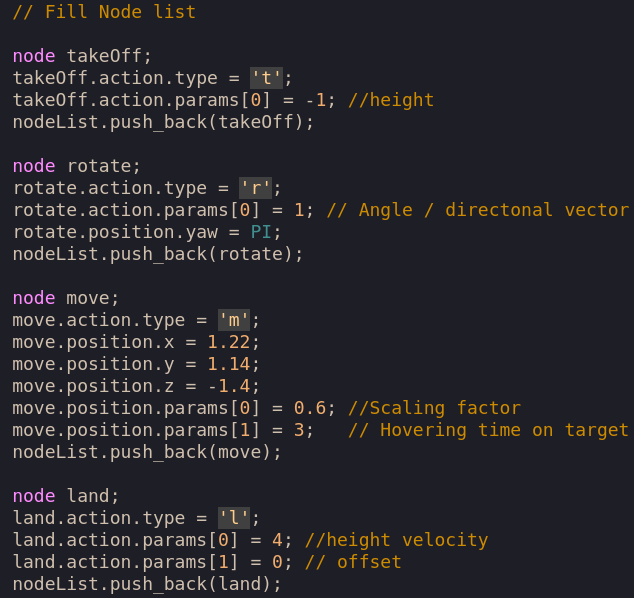 // Fill Node list
node takeOff;
takeOff.action.type = 't';
takeOff.action.params[0] = -1; //height
nodeList.push_back(takeOff);
node rotate;
rotate.action.type = 'r';
rotate.action.params[0] = 1; // Angle / directonal vector
rotate.position.yaw = PI;
nodeList.push_back(rotate);
node move;
move.action.type = 'm';
move.position.x = 1.22;
move.position.y = 1.14;
move.position.z = -1.4;
move.position.params[0] = 0.6; //Scaling factor
move.position.params[1] = 3;   // Hovering time on target
nodeList.push_back(move);
node land;
land.action.type = 'l';
land.action.params[0] = 4; //height velocity
land.action.params[1] = 0; // offset
nodeList.push_back(land);